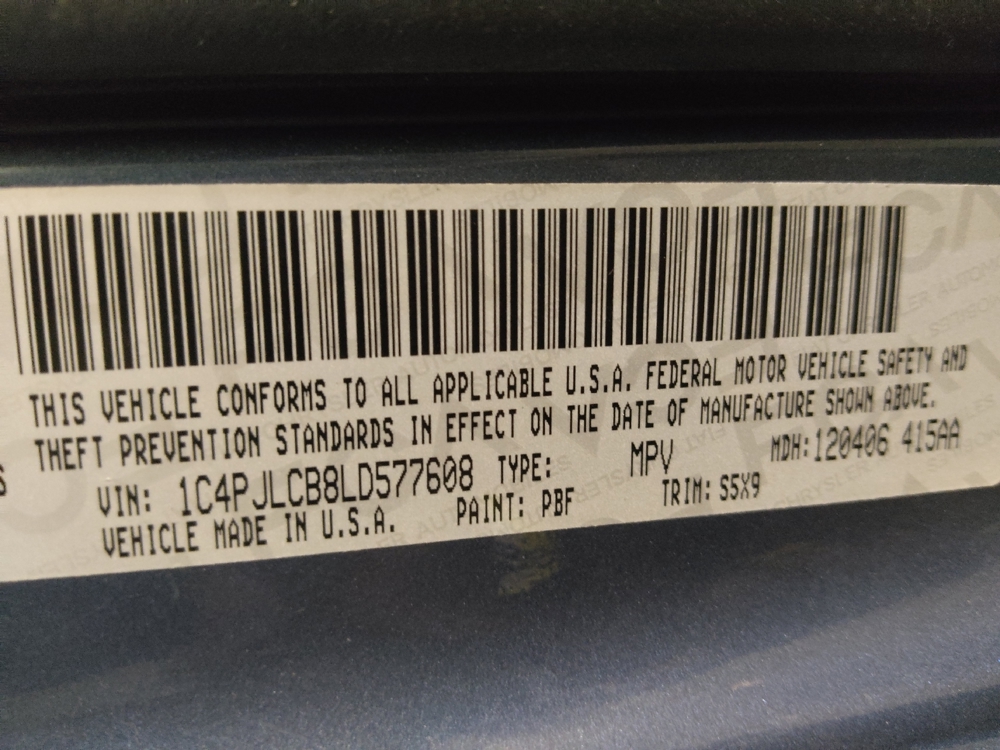 THIS VEHICLE CONFORMS TO ALL APPLICABLE U.S.A. FEDERAL MOTOR VEHICLE SAFETY AND
THEFT PREVENTION STANDARDS IN EFFECT ON THE DATE OF MANUFACTURE SHOWN ABOVE.
VIN: 1C4PJLCB8LD577608 TYPE: MPV MDH:120406 415AA
VEHICLE MADE IN U.S.A. PAINT: PBF TRIM: S5X9